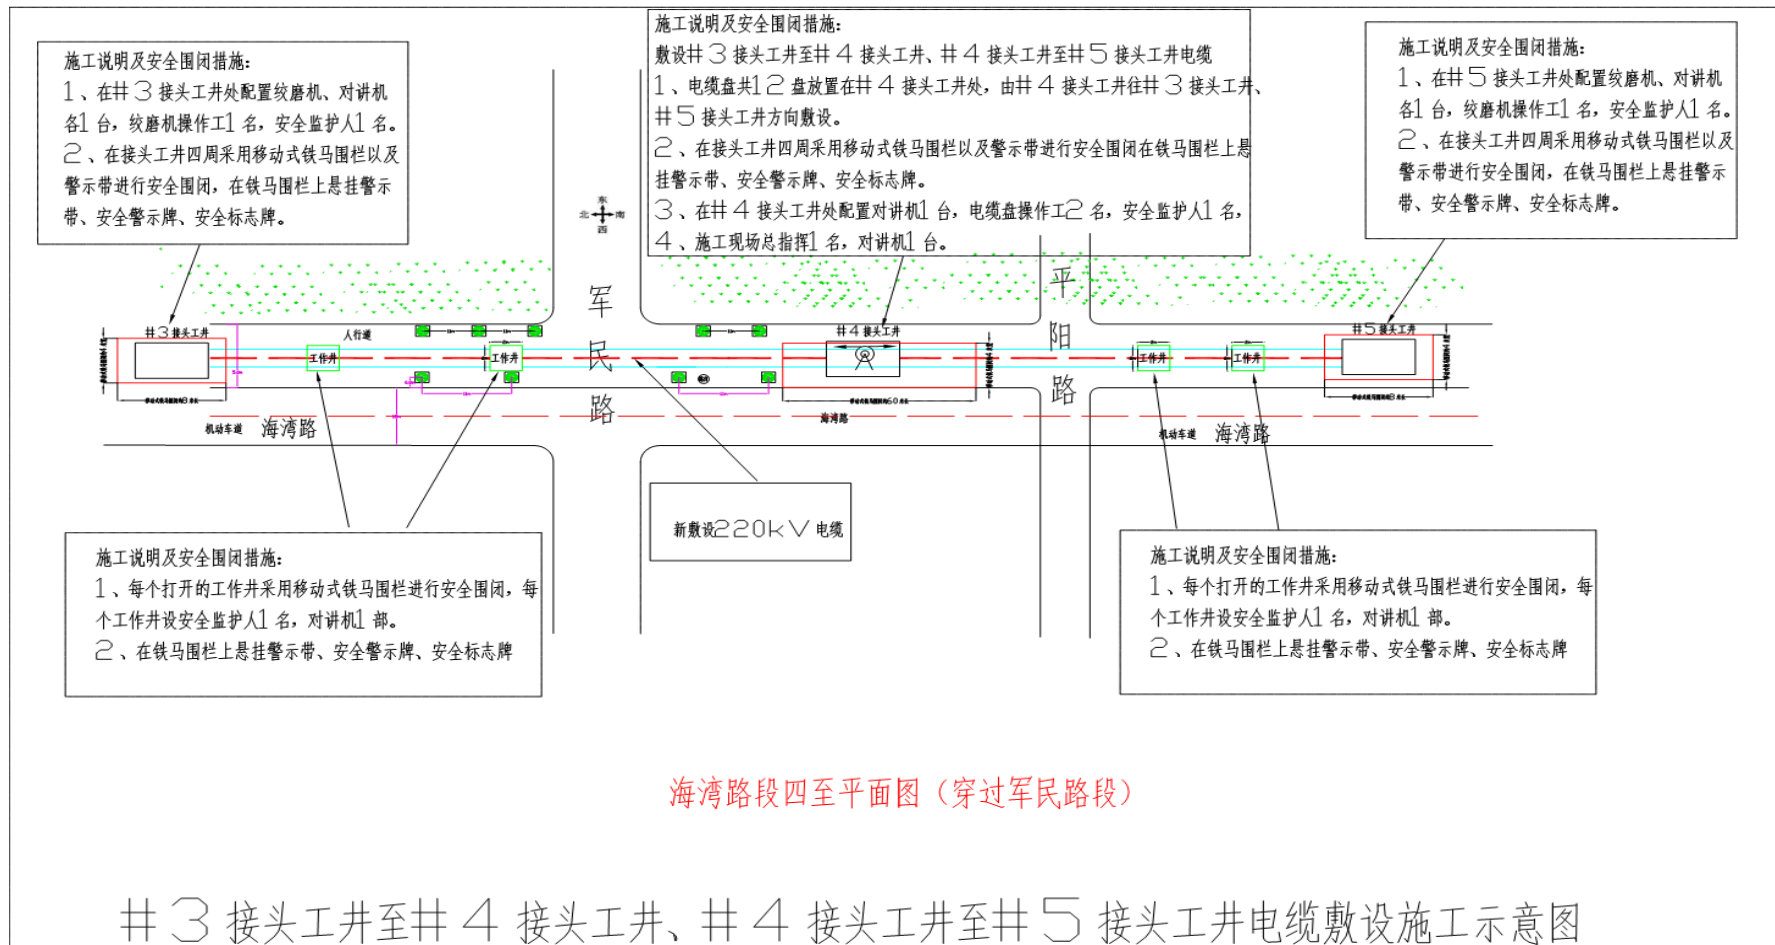 施工说明及安全围闭措施:
1、在#3接头工井处配置绞磨机、对讲机
各1台，绞磨机操作工1名，安全监护人1名。
2、在接头工井四周采用移动式铁马围栏以及
警示带进行安全围闭，在铁马围栏上悬挂警示
带、安全警示牌、安全标志牌。
施工说明及安全围闭措施:
敷设#3接头工井至#4接头工井、#4接头工井至#5接头工井电缆
1、电缆盘共12盘放置在#4接头工井处，由#4接头工井往#3接头工井、
#5接头工井方向敷设。
2、在接头工井四周采用移动式铁马围栏以及警示带进行安全围闭在铁马围栏上悬
挂警示带、安全警示牌、安全标志牌。
3、在#4接头工井处配置对讲机1台，电缆盘操作工2名，安全监护人1名，
4、施工现场总指挥1名，对讲机1台。
施工说明及安全围闭措施:
1、在#5接头工井处配置绞磨机、对讲机
各1台，绞磨机操作工1名，安全监护人1名。
2、在接头工井四周采用移动式铁马围栏以及
警示带进行安全围闭，在铁马围栏上悬挂警示
带、安全警示牌、安全标志牌。
东
北 南
西
军民路
平阳路
#3接头工井
人行道
#4接头工井
#5接头工井
工作井
工作井
工作井
工作井
机动车道
海湾路
海湾路
机动车道
海湾路
新敷设220kV电缆
施工说明及安全围闭措施:
1、每个打开的工作井采用移动式铁马围栏进行安全围闭，每
个工作井设安全监护人1名，对讲机1部。
2、在铁马围栏上悬挂警示带、安全警示牌、安全标志牌
施工说明及安全围闭措施:
1、每个打开的工作井采用移动式铁马围栏进行安全围闭，每
个工作井设安全监护人1名，对讲机1部。
2、在铁马围栏上悬挂警示带、安全警示牌、安全标志牌
海湾路段四至平面图（穿过军民路段）
#3接头工井至#4接头工井、#4接头工井至#5接头工井电缆敷设施工示意图